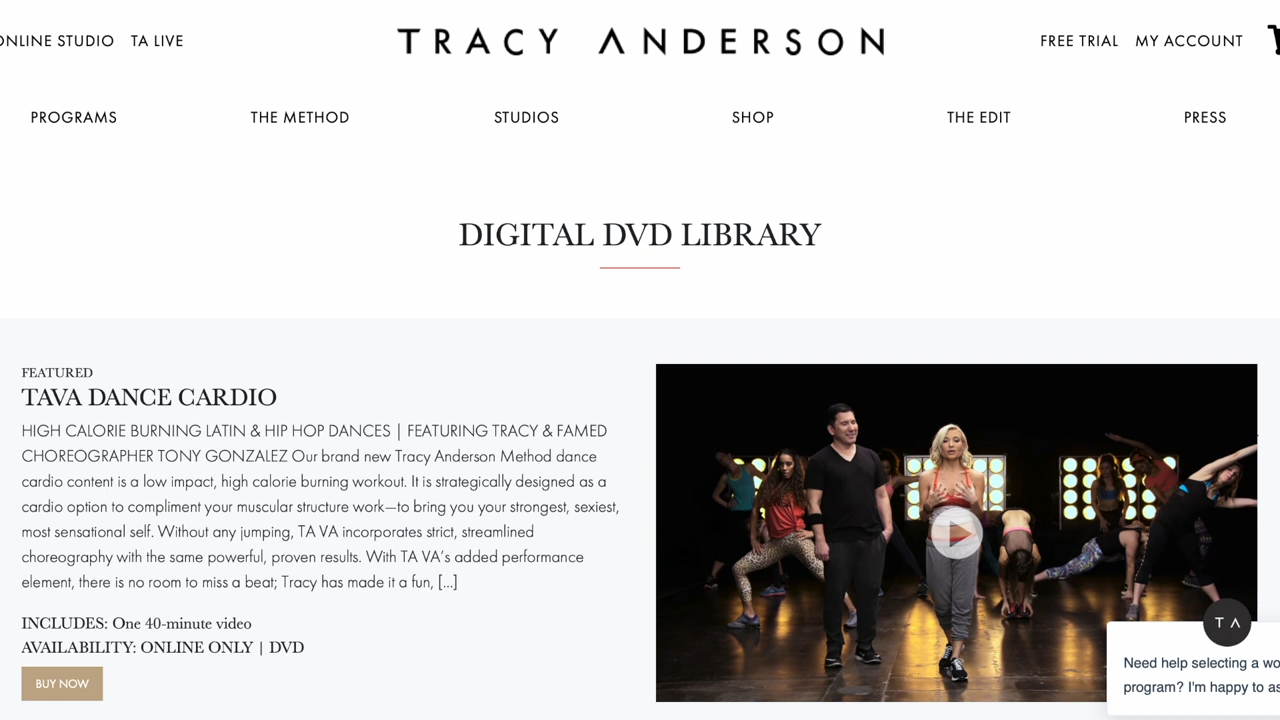 ONLINE STUDIO TA LIVE
TRACY ANDERSON
FREE TRIAL MY ACCOUNT
PROGRAMS THE METHOD STUDIOS SHOP THE EDIT PRESS
DIGITAL DVD LIBRARY
FEATURED
TAVA DANCE CARDIO
HIGH CALORIE BURNING LATIN & HIP HOP DANCES | FEATURING TRACY & FAMED
CHOREOGRAPHER TONY GONZALEZ Our brand new Tracy Anderson Method dance
cardio content is a low impact, high calorie burning workout. It is strategically designed as a
cardio option to compliment your muscular structure work—to bring you your strongest, sexiest,
most sensational self. Without any jumping, TA VA incorporates strict, streamlined
choreography with the same powerful, proven results. With TA VA's added performance
element, there is no room to miss a beat; Tracy has made it a fun, [...]
INCLUDES: One 40-minute video
AVAILABILITY: ONLINE ONLY | DVD
BUY NOW
TA
Need help selecting a
program? I'm happy to